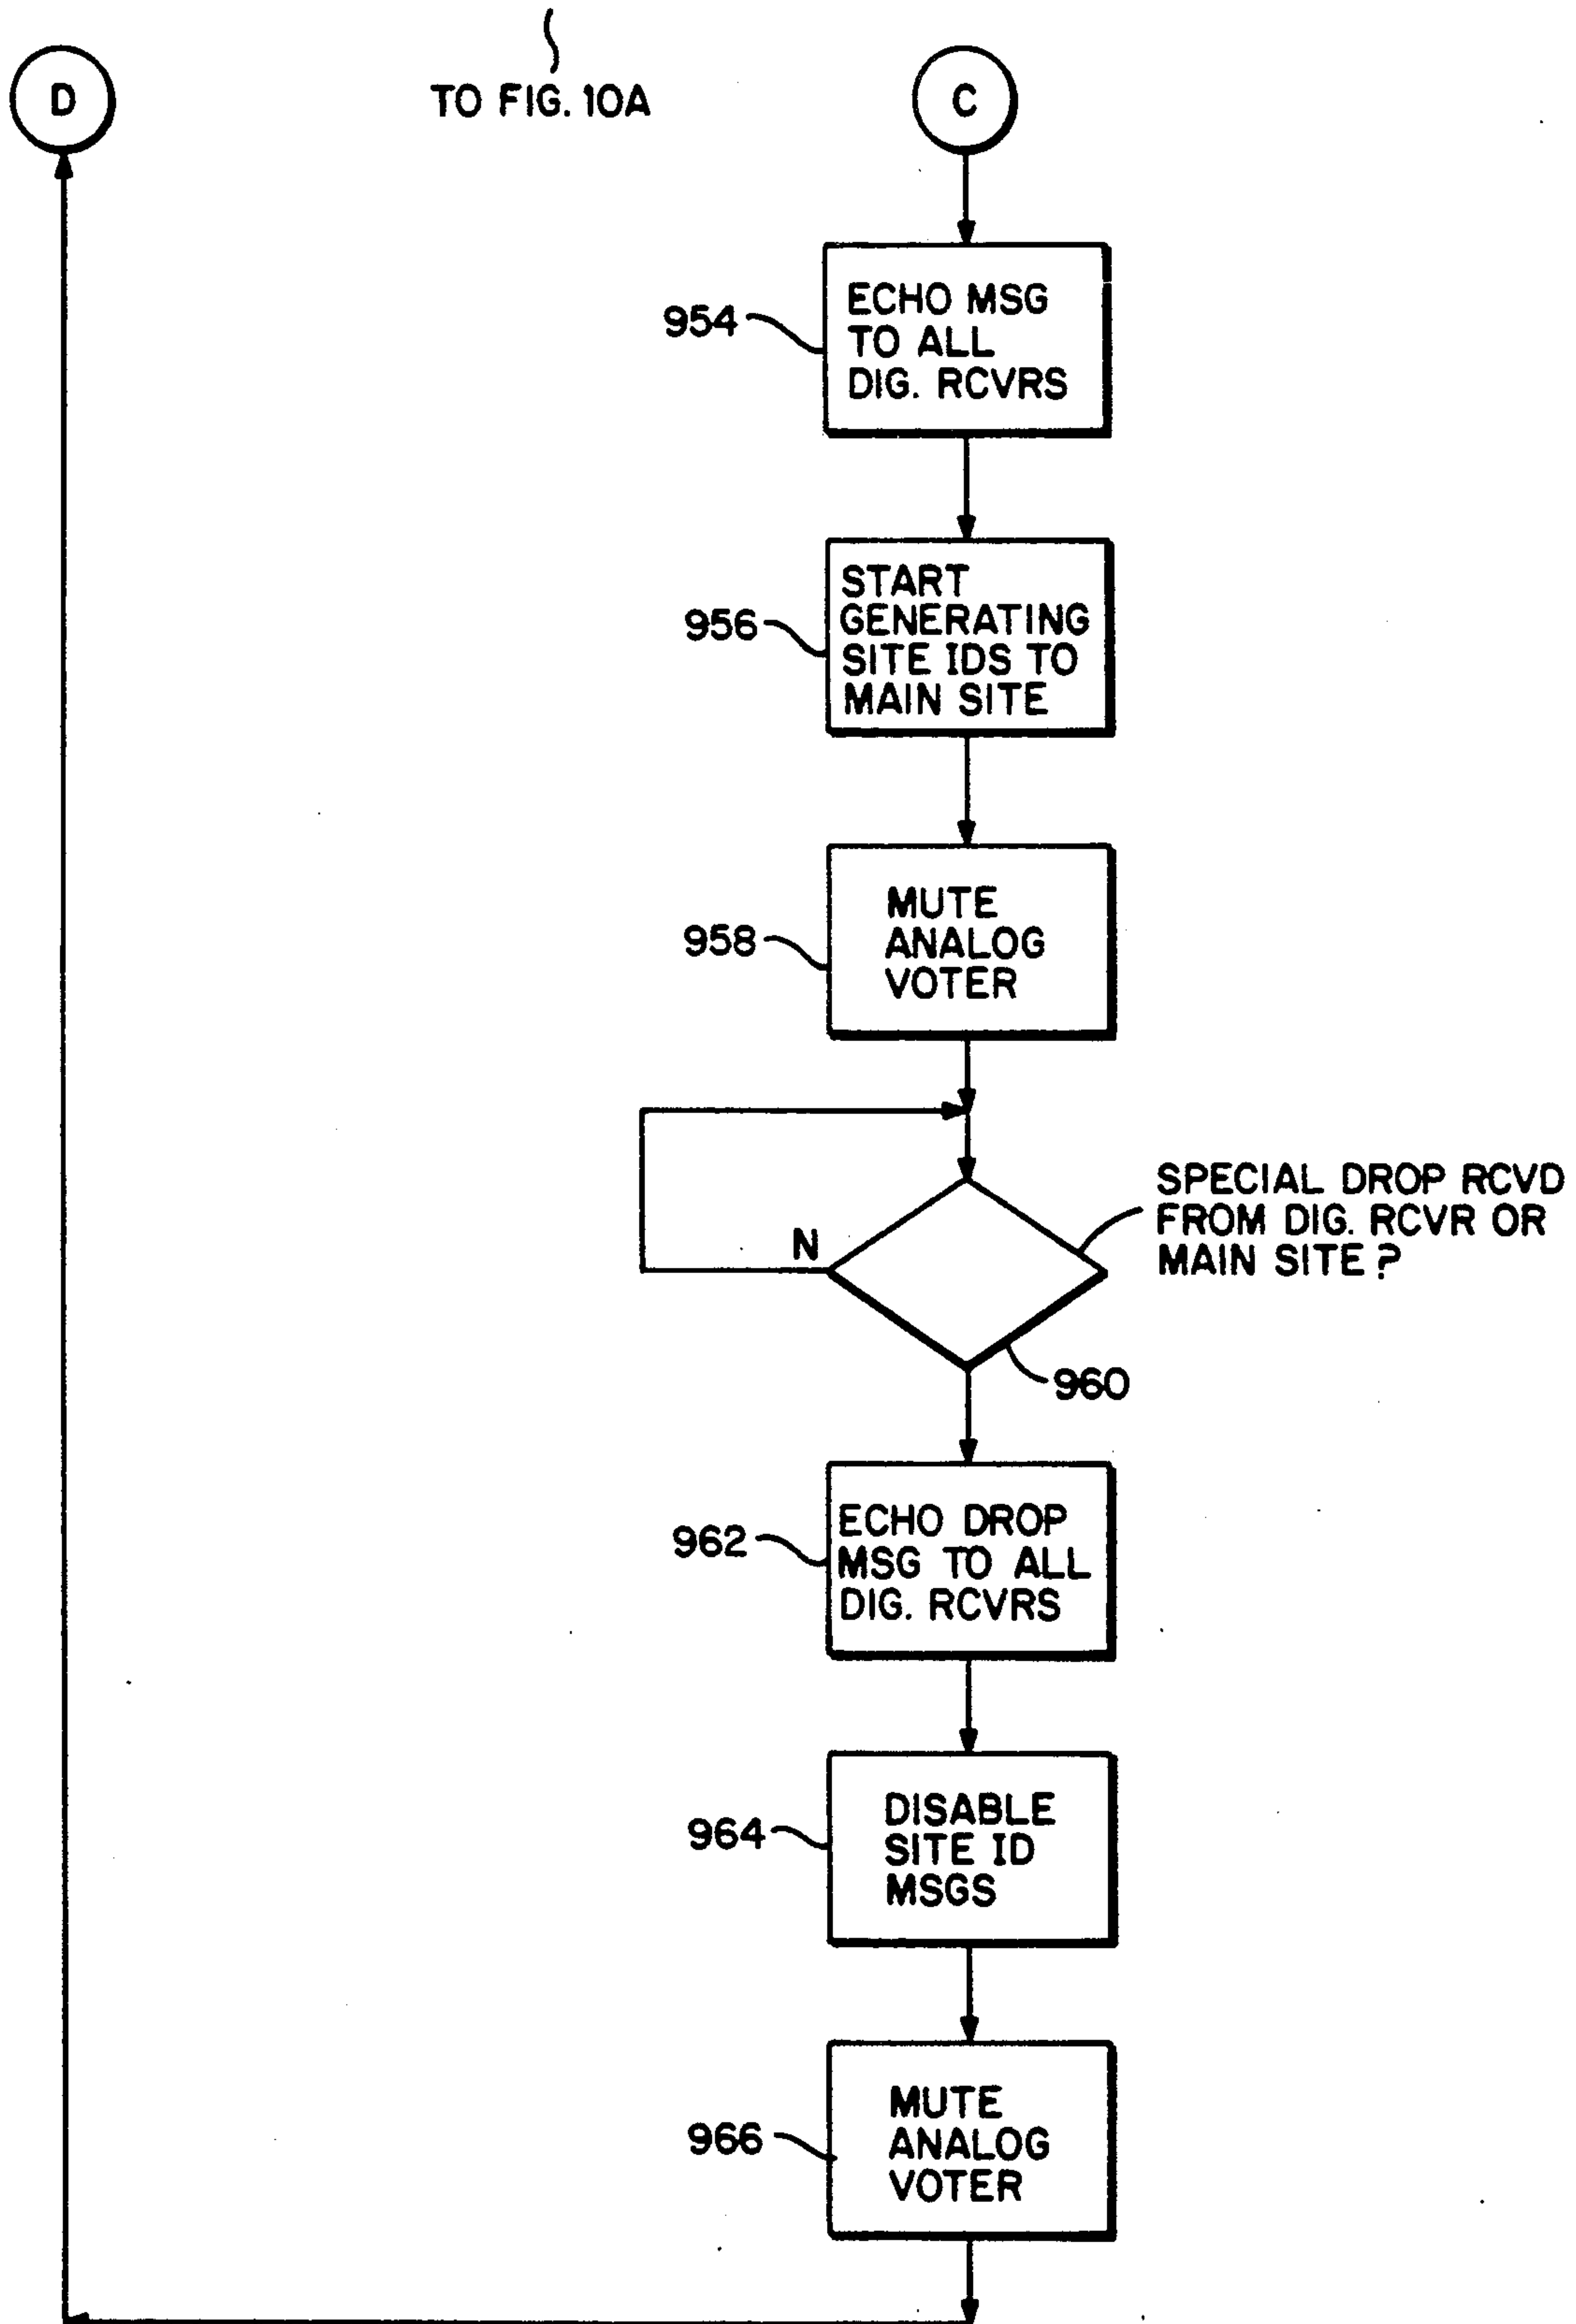 D
TO FIG. 10A
C
954
ECHO MSG
TO ALL
DIG. RCVRS
956
START
GENERATING
SITE IDS TO
MAIN SITE
958
MUTE
ANALOG
VOTER
N
SPECIAL DROP RCVD
FROM DIG. RCVR OR
MAIN SITE?
960
962
ECHO DROP
MSG TO ALL
DIG. RCVRS
964
DISABLE
SITE ID
MSGS
966
MUTE
ANALOG
VOTER